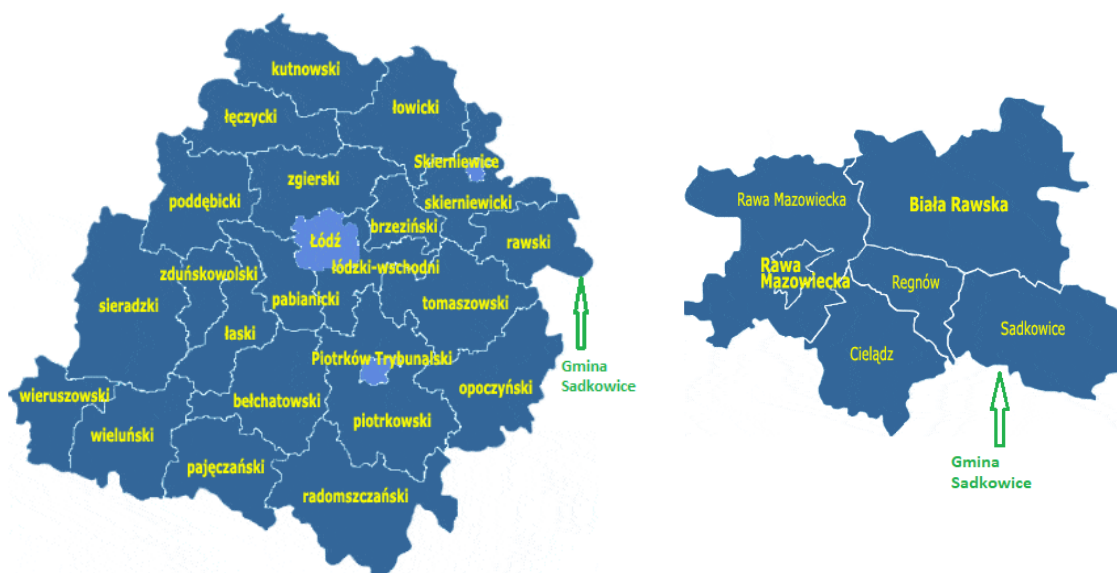 kutnowski
łęczycki
łowicki
Skierniewice
zgierski
poddębicki
skierniewicki
brzeziński
Łódź
rawski
łódzki-wschodni
zduńskowolski
sieradzki
pabianicki
tomaszowski
łaski
Piotrków Trybunalski
opoczyński
wieruszowski
bełchatowski
piotrkowski
wieluński
pajęczański
radomszczański
Gmina
Sadkowice
Rawa Mazowiecka
Biała Rawska
Rawa
Mazowiecka
Regnów
Sadkowice
Cielądz
Gmina
Sadkowice